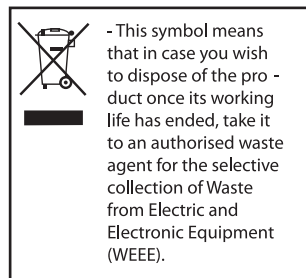 - This symbol means
that in case you wish
to dispose of the pro -
duct once its working
life has ended, take it
to an authorised waste
agent for the selective
collection of Waste
from Electric and
Electronic Equipment
(WEEE).